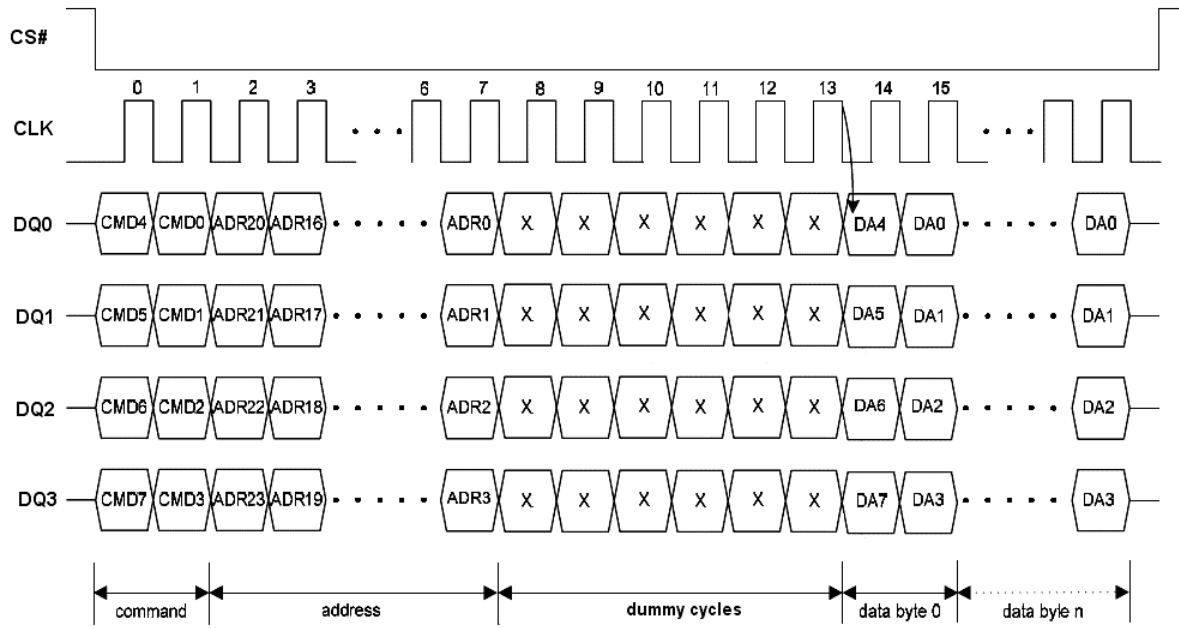 CS#
0 1 2 3 6 7 8 9 10 11 12 13 14 15
CLK
DQ0 CMD4 CMD0 ADR20 ADR16 ADR0 X X X X X X DA4 DA0 DA0
DQ1 CMD5 CMD1 ADR21 ADR17 ADR1 X X X X X X DA5 DA1 DA1
DQ2 CMD6 CMD2 ADR22 ADR18 ADR2 X X X X X X DA6 DA2 DA2
DQ3 CMD7 CMD3 ADR23 ADR19 ADR3 X X X X X X DA7 DA3 DA3
command address dummy cycles data byte 0 data byle n